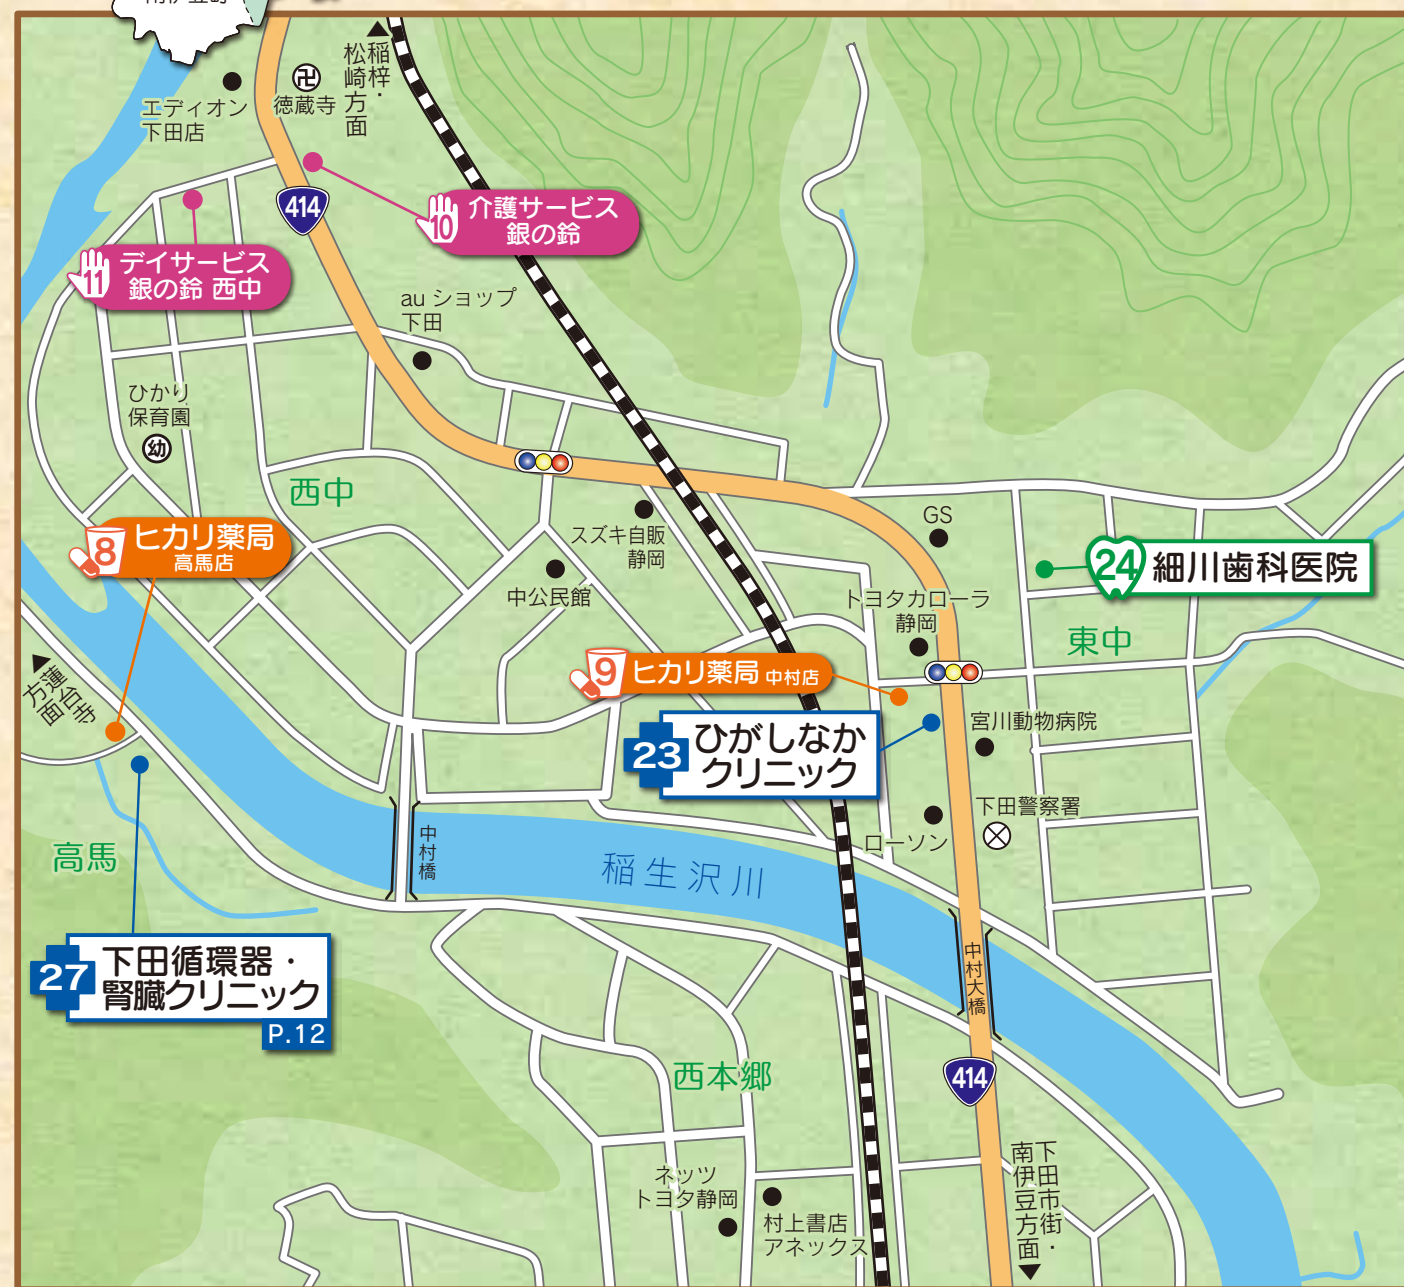 南伊豆町
エディオン
下田店
卍
徳蔵寺
稲梓・
松崎方面
414
10 介護サービス
銀の鈴
11 デイサービス
銀の鈴 西中
au ショップ
下田
ひかり
保育園
幼
西中
スズキ自販
静岡
GS
8 ヒカリ薬局
高馬店
中公民館
24 細川歯科医院
トヨタカローラ
静岡
東中
蓮台寺
方面
9 ヒカリ薬局 中村店
23 ひがしなか
クリニック
宮川動物病院
下田警察署
ローソン
高馬
中村橋
稲生沢川
27 下田循環器・
腎臓クリニック
P.12
中村大橋
西本郷
414
下田市街・
南伊豆方面
ネッツ
トヨタ静岡
村上書店
アネックス